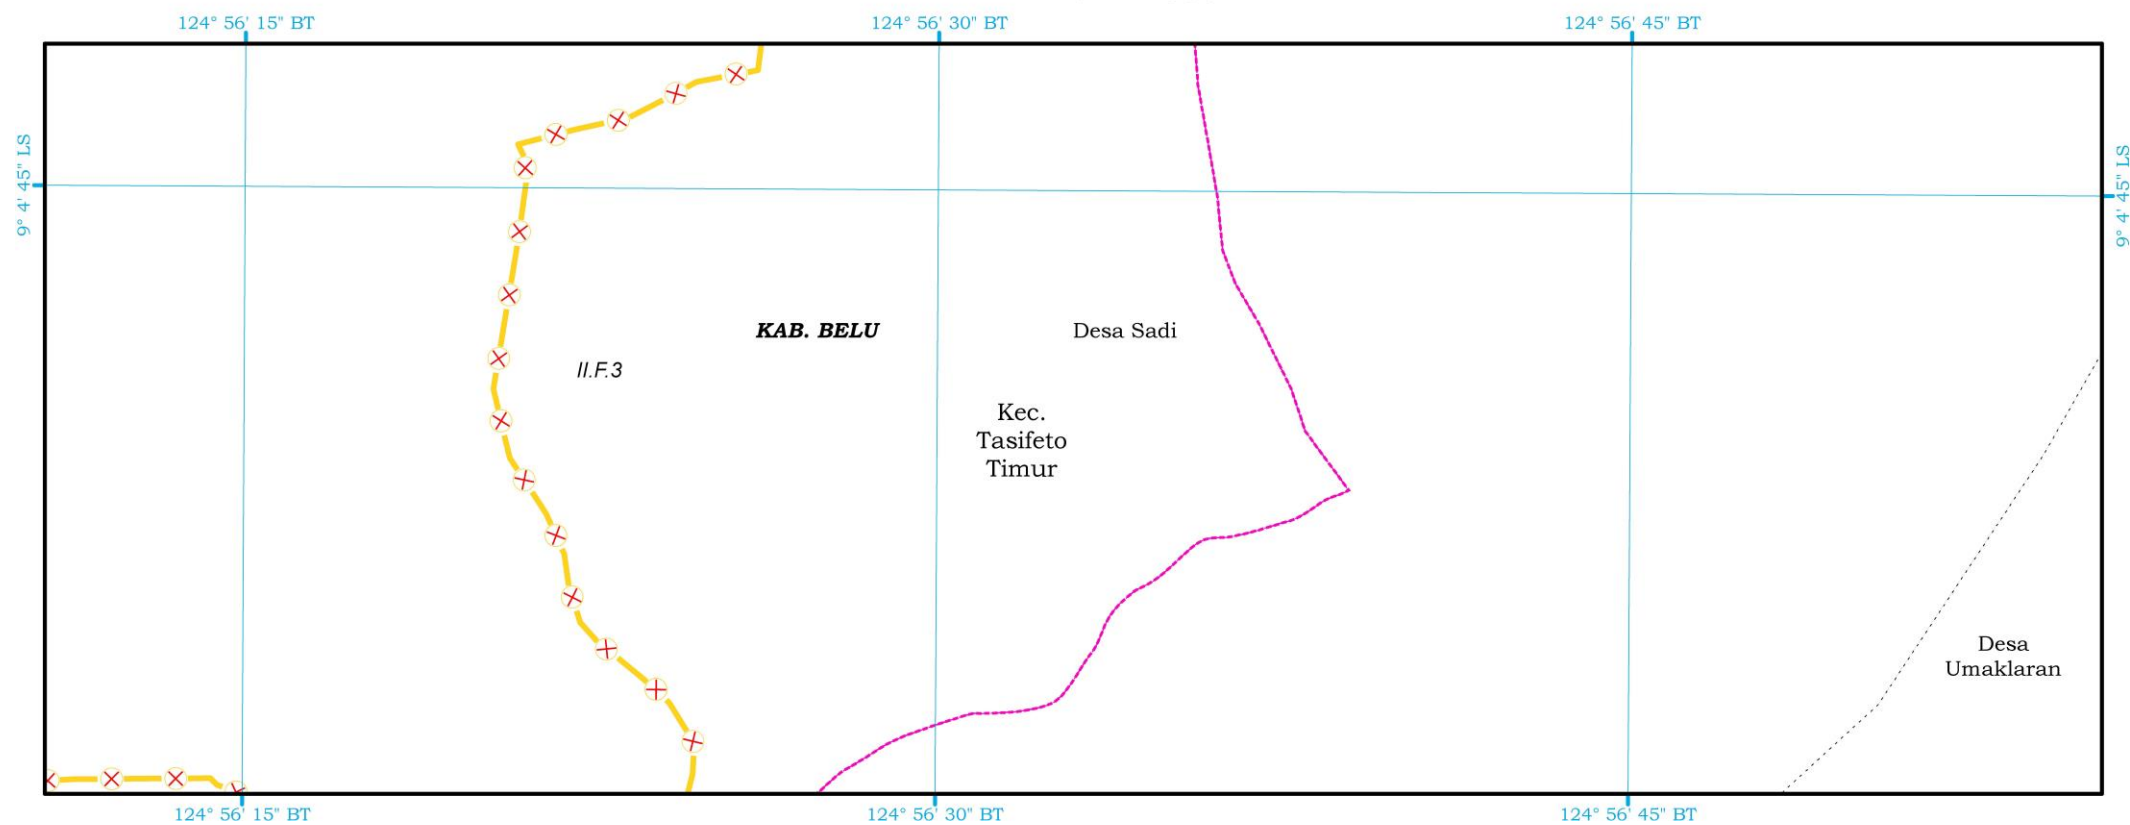 124° 56' 15" BT
124° 56' 30" BT
124° 56' 45" BT
9° 4' 45" LS
9° 4' 45" LS
KAB. BELU
Desa Sadi
II.F.3
Kec.
Tasifeto
Timur
Desa
Umaklaran
124° 56' 15" BT
124° 56' 30" BT
124° 56' 45" BT